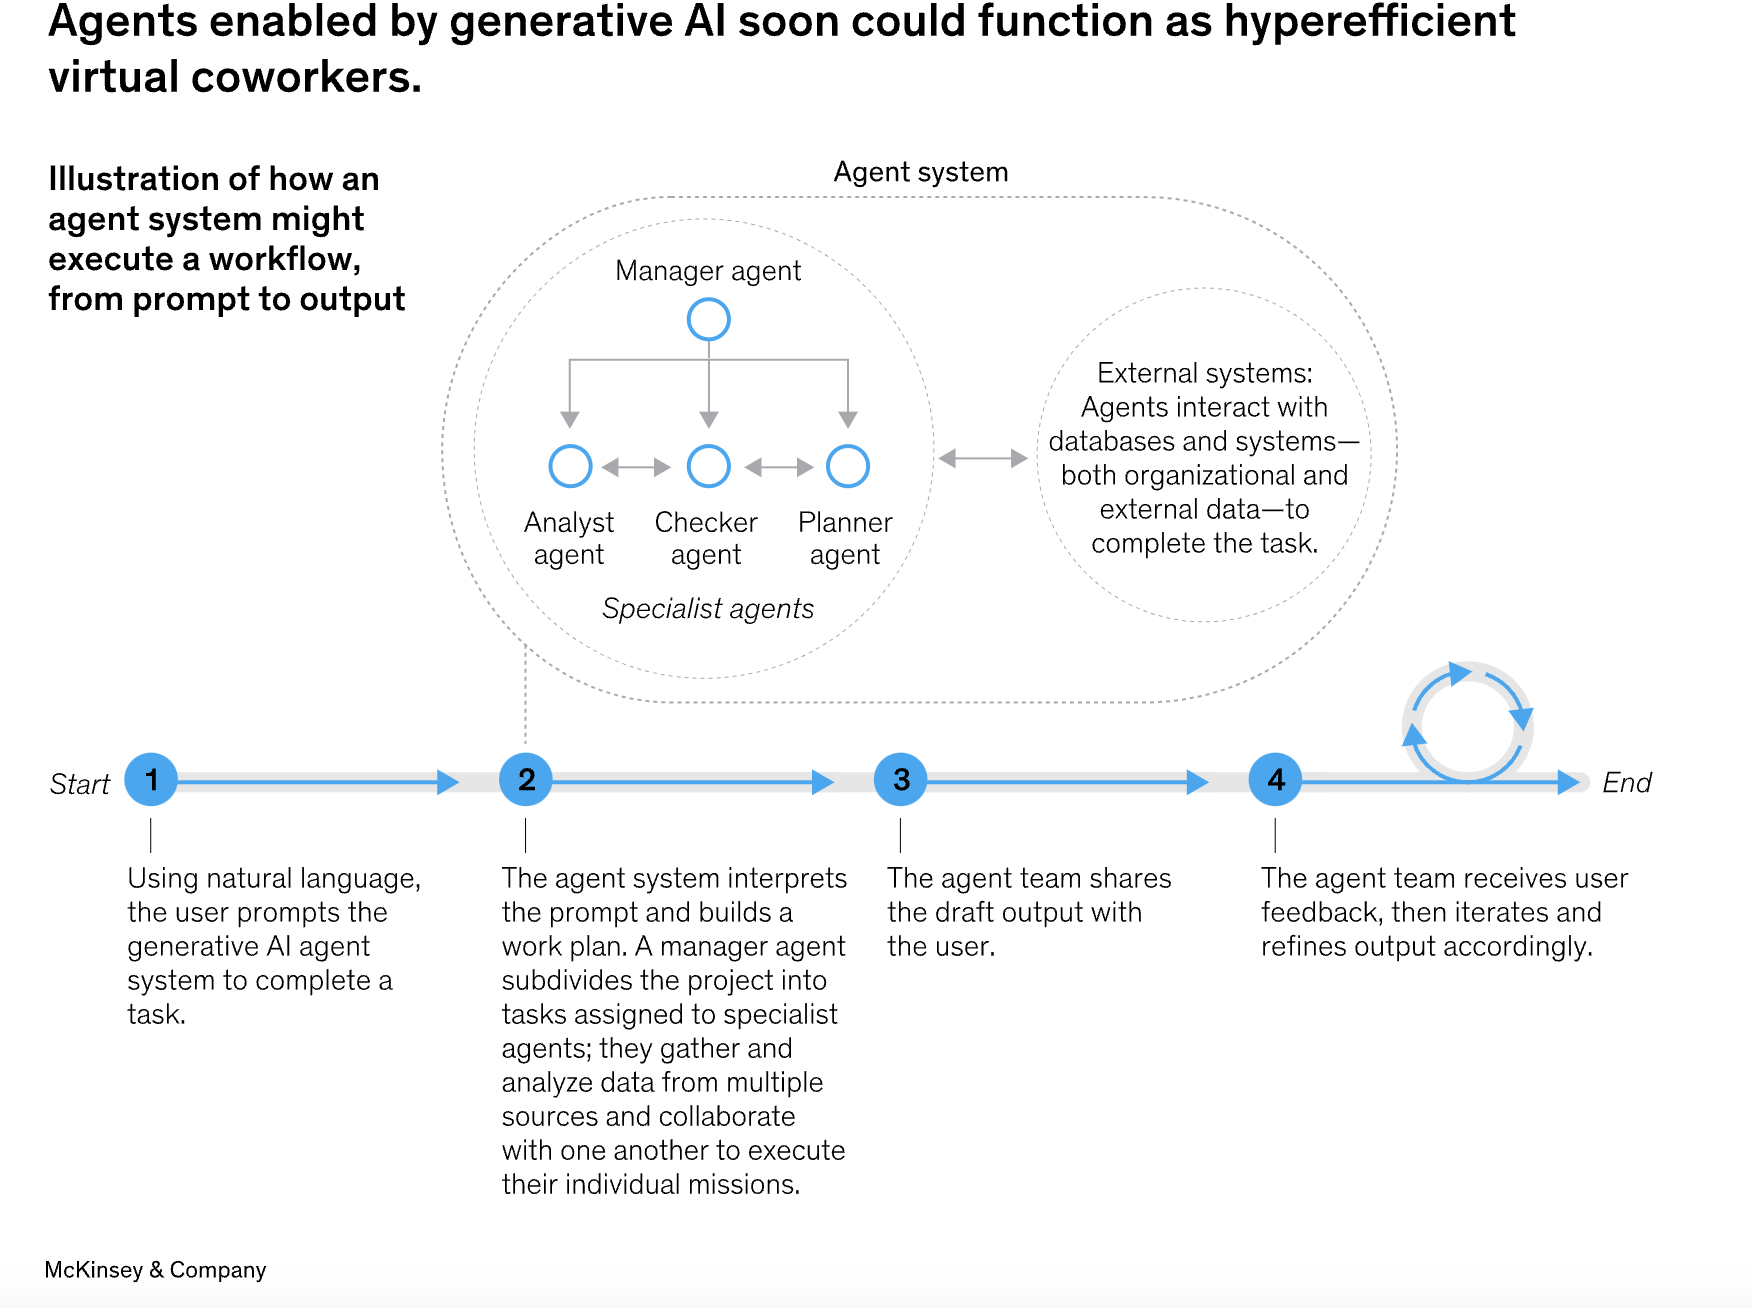 Agents enabled by generative AI soon could function as hyperefficient
virtual coworkers.
Illustration of how an
agent system might
execute a workflow,
from prompt to output
Agent system
Manager agent
Analyst
agent
Checker
agent
Planner
agent
Specialist agents
External systems:
Agents interact with
databases and systems—
both organizational and
external data—to
complete the task.
Start
1
2
3
4
End
Using natural language,
the user prompts the
generative AI agent
system to complete a
task.
The agent system interprets
the prompt and builds a
work plan. A manager agent
subdivides the project into
tasks assigned to specialist
agents; they gather and
analyze data from multiple
sources and collaborate
with one another to execute
their individual missions.
The agent team shares
the draft output with
the user.
The agent team receives user
feedback, then iterates and
refines output accordingly.
McKinsey & Company